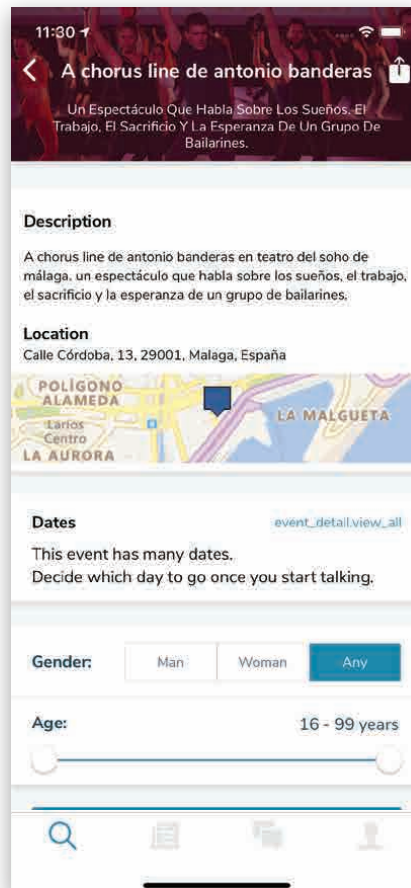 11:30
A chorus line de antonio banderas
Un Espectáculo Que Habla Sobre Los Sueños, El
Trabajo, El Sacrificio Y La Esperanza De Un Grupo De
Bailarines.
Description
A chorus line de antonio banderas en teatro del soho de
málaga, un espectáculo que habla sobre los sueños, el trabajo,
el sacrificio y la esperanza de un grupo de bailarines.
Location
Calle Córdoba, 13, 29001, Malaga, España
POLÍGONO
ALAMEDA
LA MALGUETA
Larios
Centro
LA AURORA
Dates
event_detail.view_all
This event has many dates.
Decide which day to go once you start talking.
Gender:
Man
Woman
Any
Age:
16 - 99 years